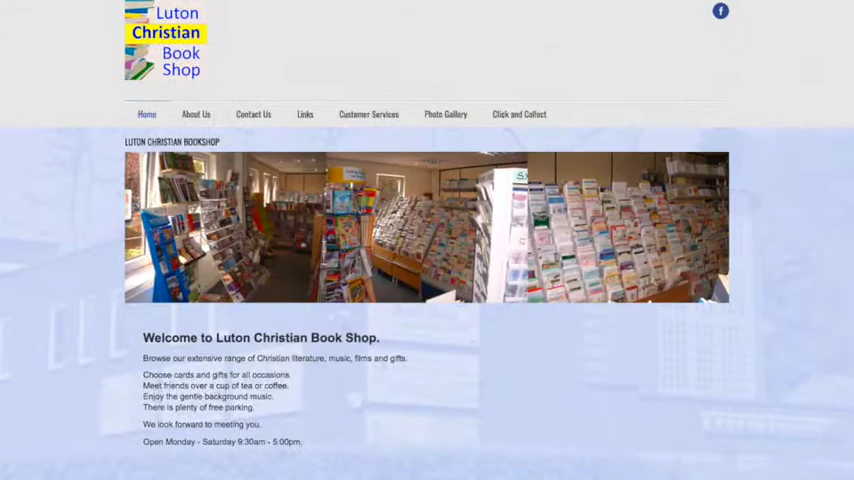 Luton
Christian
Book
Shop
Home About Us Contact Us Links Customer Services Photo Gallery Click and Collect
LUTON CHRISTIAN BOOKSHOP
Welcome to Luton Christian Book Shop.
Browse our extensive range of Christian literature, music, films and gifts.
Choose cards and gifts for all occasions.
Meet friends over a cup of tea or coffee.
Enjoy the gentle background music.
There is plenty of free parking.
We look forward to meeting you.
Open Monday - Saturday 9:30am - 5:00pm.